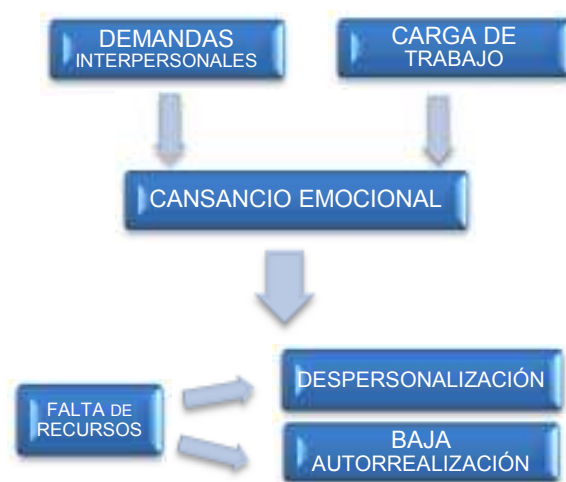 DEMANDAS
INTERPERSONALES
CARGA DE
TRABAJO
CANSANCIO EMOCIONAL
DESPERSONALIZACIÓN
FALTA DE
RECURSOS
BAJA
AUTORREALIZACIÓN